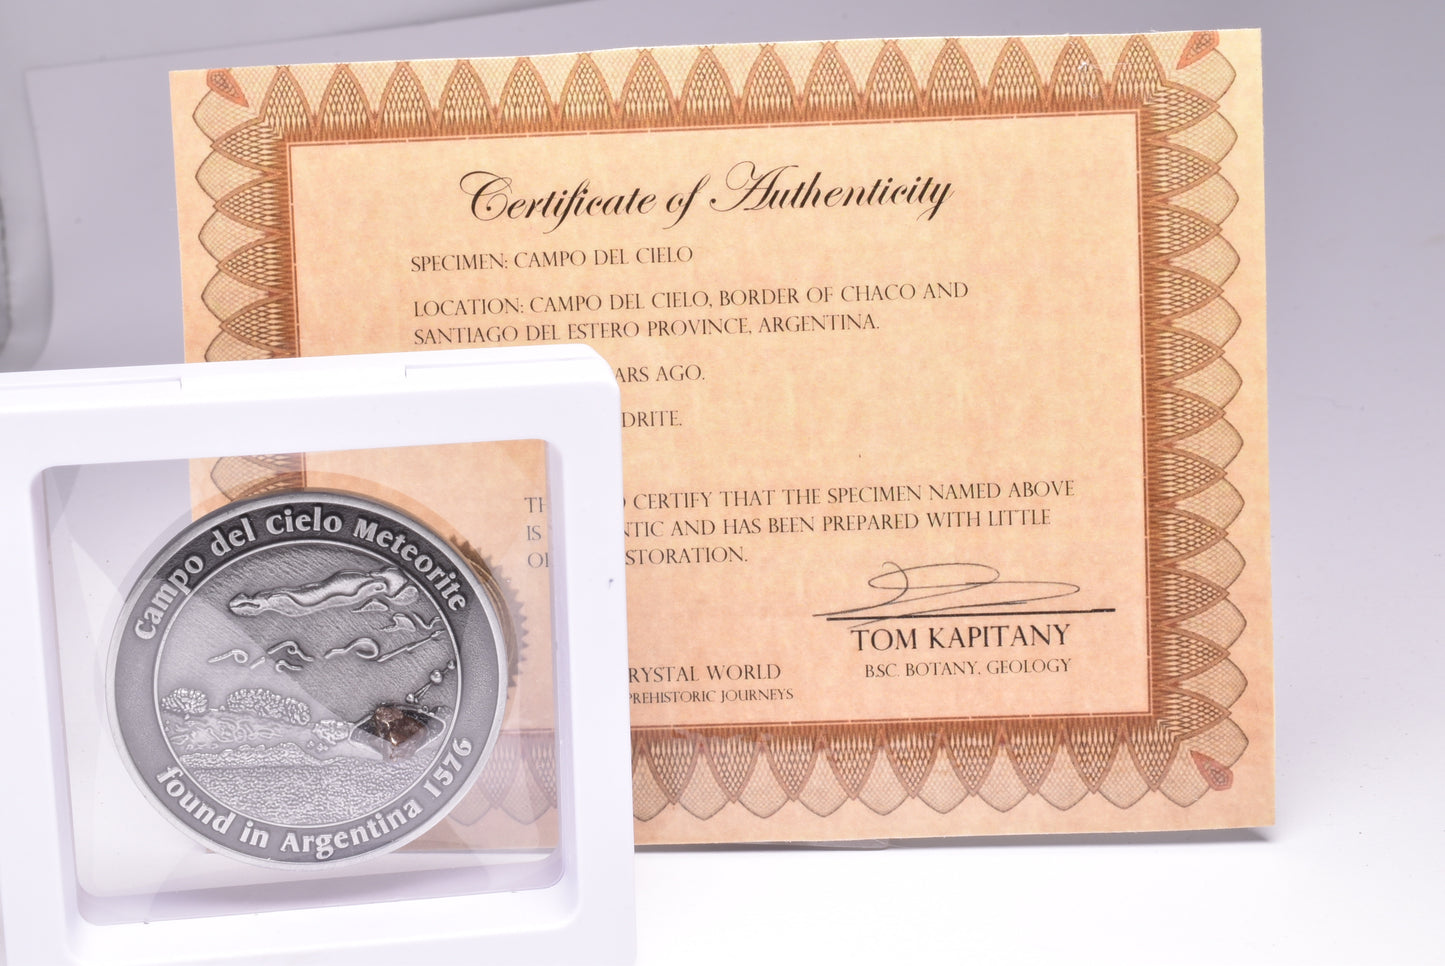 Certificate of Authenticity
SPECIMEN: CAMPO DEL CIELO
LOCATION: CAMPO DEL CIELO, BORDER OF CHACO AND
SANTIAGO DEL ESTERO PROVINCE, ARGENTINA.
ARS AGO.
DRITE.
CERTIFY THAT THE SPECIMEN NAMED ABOVE
IS NTIC AND HAS BEEN PREPARED WITH LITTLE
STORATION.
TOM KAPITANY
B.SC. BOTANY, GEOLOGY
RYSTAL WORLD
PREHISTORIC JOURNEYS
Campo del Cielo Meteorite
found in Argentina 1576